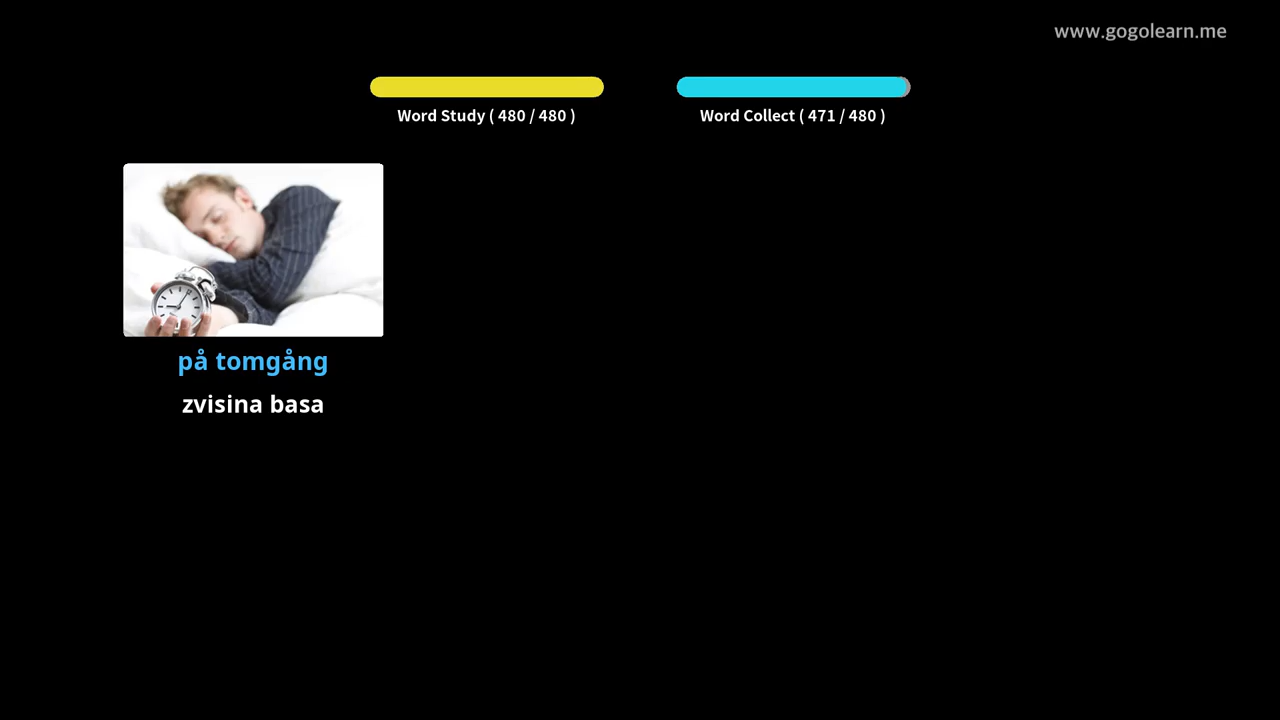 www.gogolearn.me
Word Study ( 480 / 480 )
Word Collect ( 471 / 480 )
på tomgång
zvisina basa